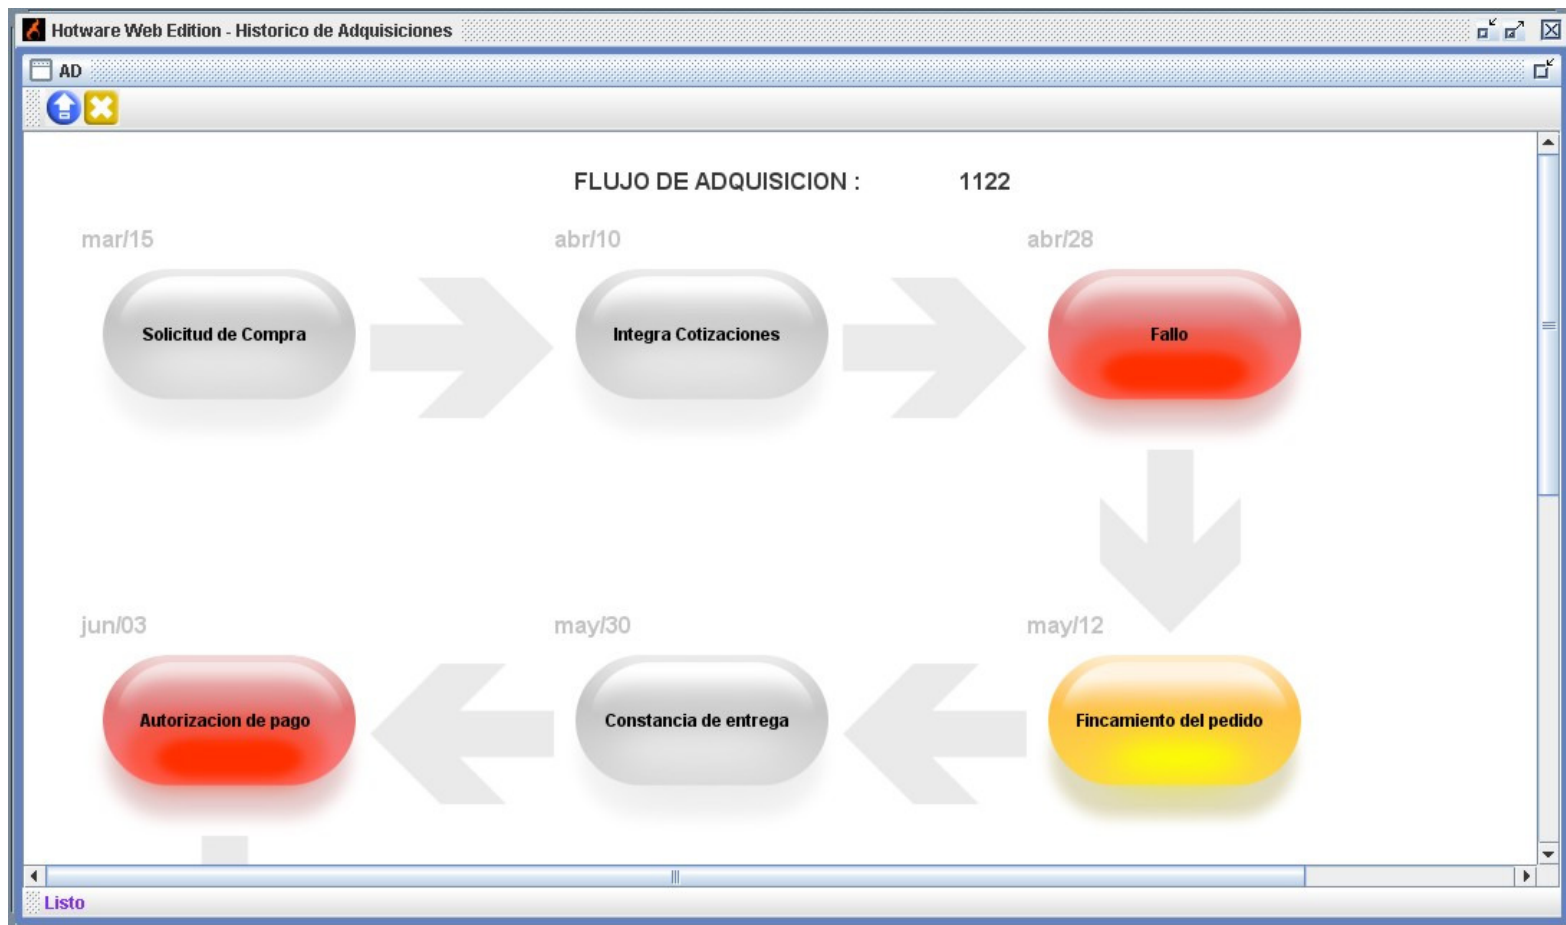 Hotware Web Edition - Historico de Adquisiciones
AD
FLUJO DE ADQUISICION : 1122
mar/15 abr/10 abr/28
Solicitud de Compra Integra Cotizaciones Fallo
jun/03 may/30 may/12
Autorizacion de pago Constancia de entrega Fincamiento del pedido
Listo